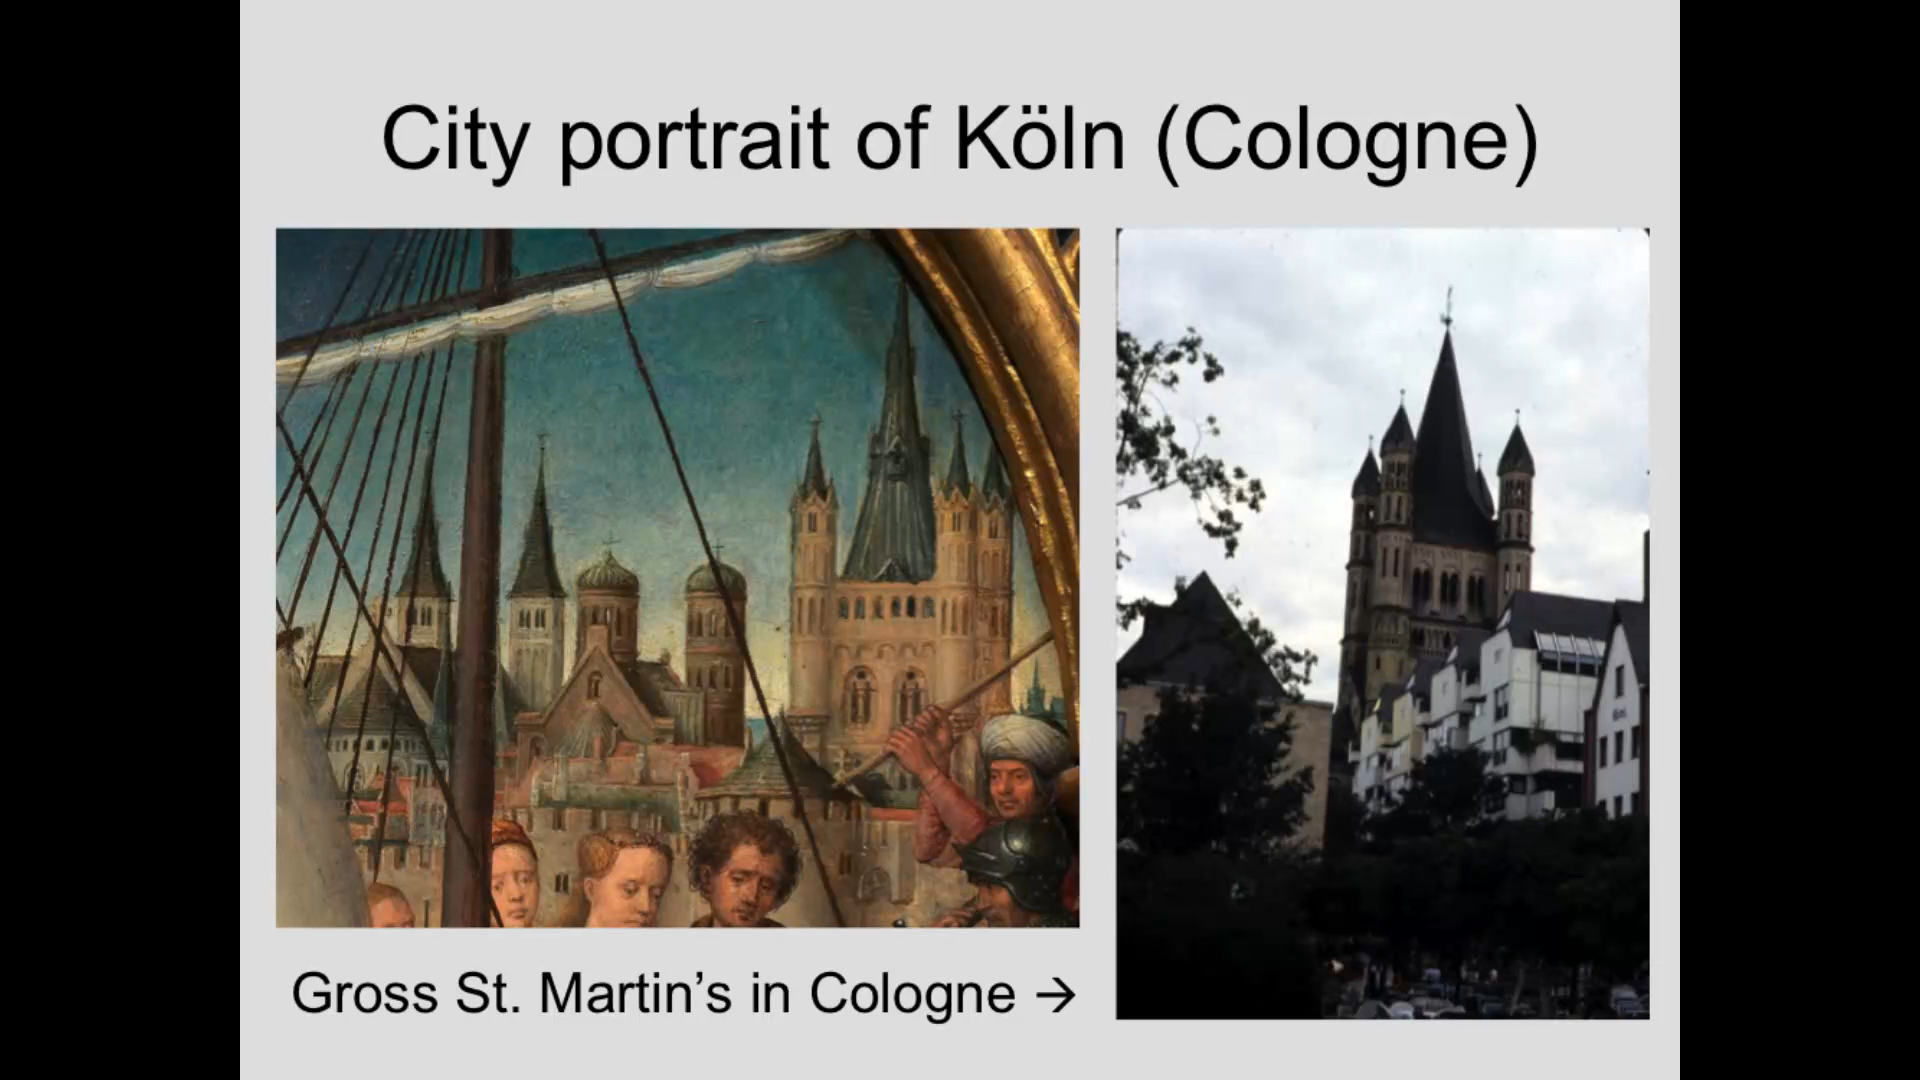 City portrait of Köln (Cologne)
Gross St. Martin’s in Cologne →